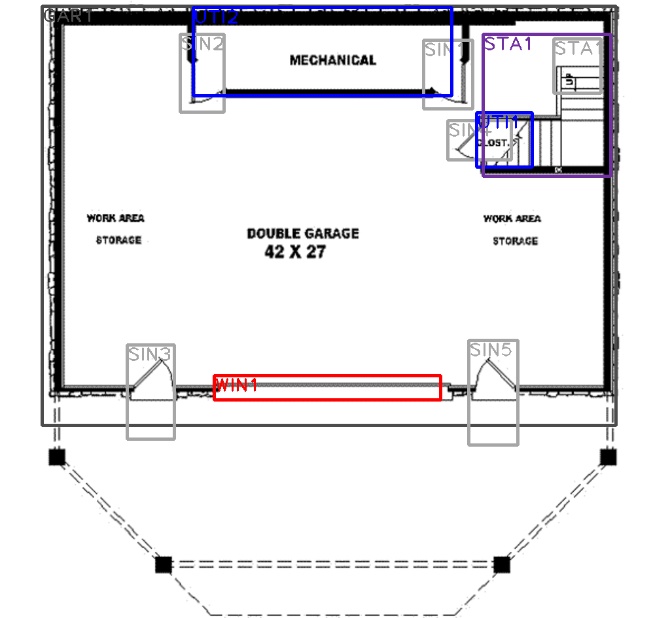 GAR1
UTI2
SIN2
MECHANICAL
SIN1
STA1
STA1
UP
UTI1
SIN4
CLOST.
WORK AREA
STORAGE
DOUBLE GARAGE
42 X 27
WORK AREA
STORAGE
SIN3
WIN1
SIN5